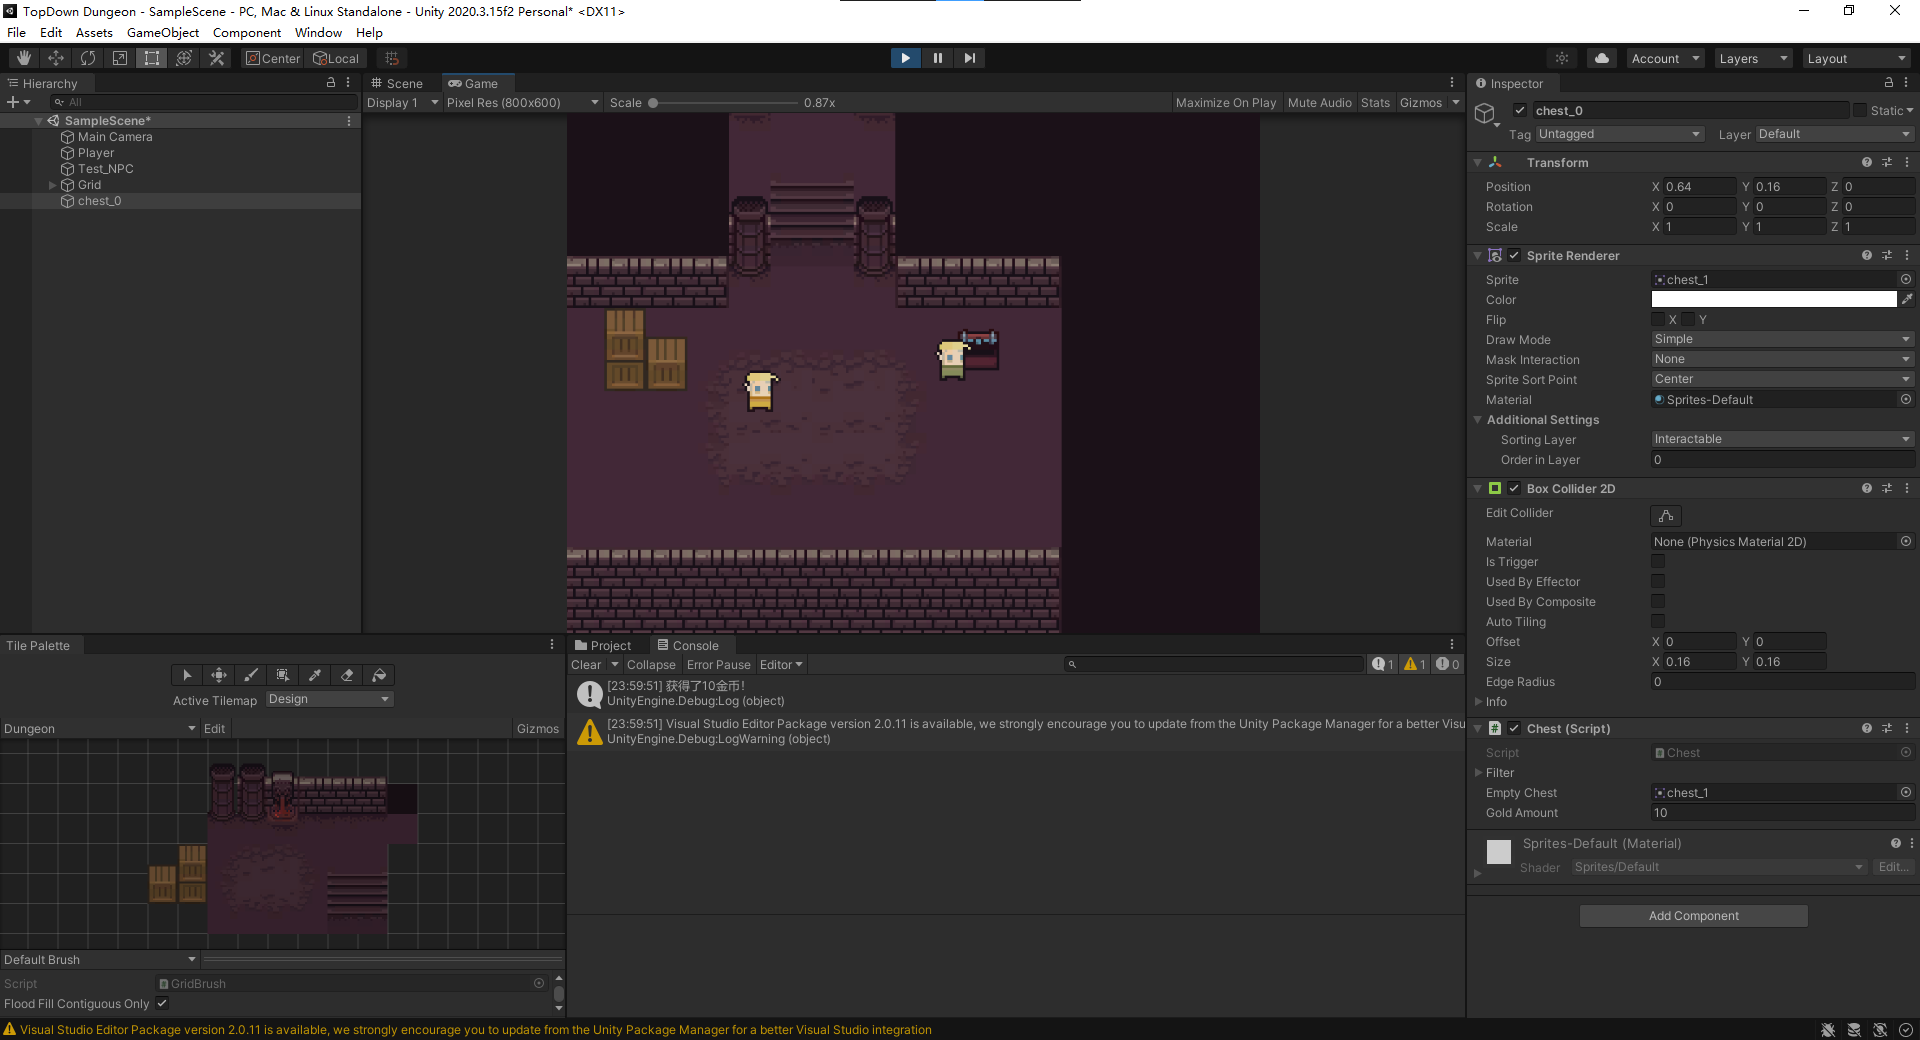 TopDown Dungeon - SampleScene - PC, Mac & Linux Standalone - Unity 2020.3.15f2 Personal* <DX11>
File Edit Assets GameObject Component Window Help
Center Local Account Layers Layout
Hierarchy
All
SampleScene*
Main Camera
Player
Test_NPC
Grid
chest_0
Scene Game
Display 1 Pixel Res (800x600) Scale 0.87x Maximize On Play Mute Audio Stats Gizmos
Inspector
chest_0 Static
Tag Untagged Layer Default
Transform
Position X 0.64 Y 0.16 Z 0
Rotation X 0 Y 0 Z 0
Scale X 1 Y 1 Z 1
Sprite Renderer
Sprite chest_1
Color
Flip X Y
Draw Mode Simple
Mask Interaction None
Sprite Sort Point Center
Material Sprites-Default
Additional Settings
Sorting Layer Interactable
Order in Layer 0
Box Collider 2D
Edit Collider
Material None (Physics Material 2D)
Is Trigger
Used By Effector
Used By Composite
Auto Tiling
Offset X 0 Y 0
Size X 0.16 Y 0.16
Edge Radius 0
Info
Chest (Script)
Script Chest
Filter
Empty Chest chest_1
Gold Amount 10
Sprites-Default (Material)
Shader Sprites/Default Edit...
Add Component
Tile Palette
Active Tilemap Design
Dungeon Edit Gizmos
Default Brush
Script GridBrush
Flood Fill Contiguous Only
Project Console
Clear Collapse Error Pause Editor 1 1 0
[23:59:51] 获得了10金币!
UnityEngine.Debug:Log (object)
[23:59:51] Visual Studio Editor Package version 2.0.11 is available, we strongly encourage you to update from the Unity Package Manager for a better Visu
UnityEngine.Debug:LogWarning (object)
Visual Studio Editor Package version 2.0.11 is available, we strongly encourage you to update from the Unity Package Manager for a better Visual Studio integration